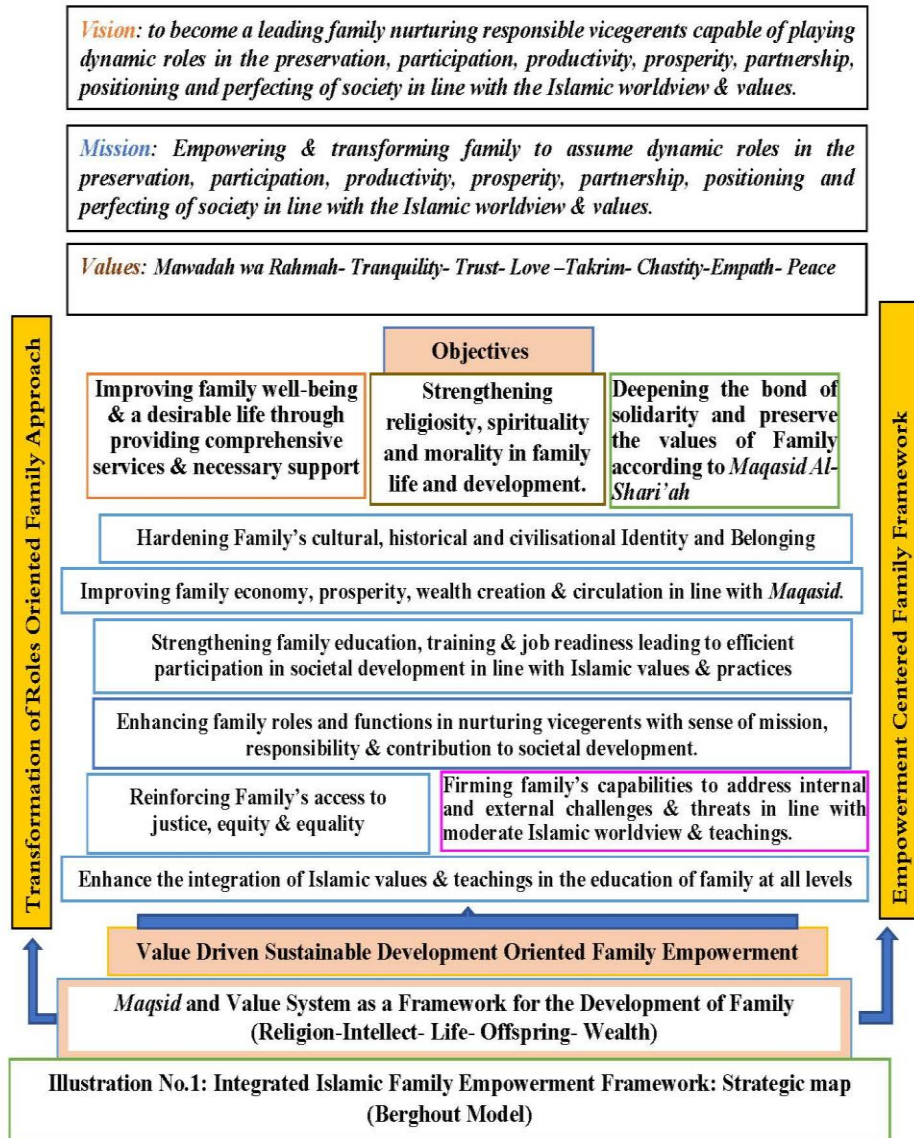 Vision: to become a leading family nurturing responsible vicegerents capable of playing
dynamic roles in the preservation, participation, productivity, prosperity, partnership,
positioning and perfecting of society in line with the Islamic worldview & values.
Mission: Empowering & transforming family to assume dynamic roles in the
preservation, participation, productivity, prosperity, partnership, positioning and
perfecting of society in line with the Islamic worldview & values.
Values: Mawadah wa Rahmah- Tranquility- Trust- Love –Takrim- Chastity-Empath- Peace
Transformation of Roles Oriented Family Approach
Empowerment Centered Family Framework
Objectives
Improving family well-being
& a desirable life through
providing comprehensive
services & necessary support
Strengthening
religiosity, spirituality
and morality in family
life and development.
Deepening the bond of
solidarity and preserve
the values of Family
according to Maqasid Al-
Shari'ah
Hardening Family's cultural, historical and civilisational Identity and Belonging
Improving family economy, prosperity, wealth creation & circulation in line with Maqasid.
Strengthening family education, training & job readiness leading to efficient
participation in societal development in line with Islamic values & practices
Enhancing family roles and functions in nurturing vicegerents with sense of mission,
responsibility & contribution to societal development.
Reinforcing Family's access to
justice, equity & equality
Firming family's capabilities to address internal
and external challenges & threats in line with
moderate Islamic worldview & teachings.
Enhance the integration of Islamic values & teachings in the education of family at all levels
Value Driven Sustainable Development Oriented Family Empowerment
Maqsid and Value System as a Framework for the Development of Family
(Religion-Intellect- Life- Offspring- Wealth)
Illustration No.1: Integrated Islamic Family Empowerment Framework: Strategic map
(Berghout Model)